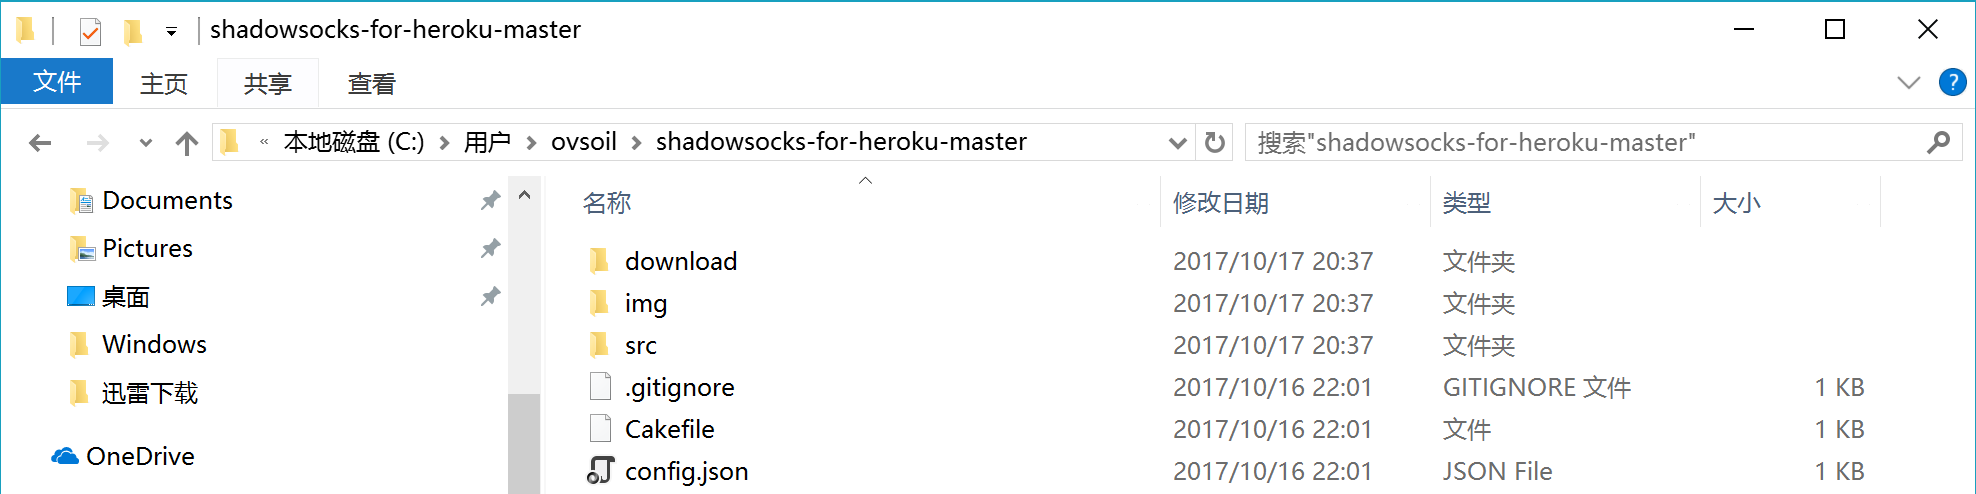 shadowsocks-for-heroku-master
文件 主页 共享 查看 ?
« 本地磁盘 (C:) 用户 ovsoil shadowsocks-for-heroku-master 搜索"shadowsocks-for-heroku-master"
Documents
Pictures
桌面
Windows
迅雷下载
OneDrive
名称 修改日期 类型 大小
download 2017/10/17 20:37 文件夹
img 2017/10/17 20:37 文件夹
src 2017/10/17 20:37 文件夹
.gitignore 2017/10/16 22:01 GITIGNORE 文件 1 KB
Cakefile 2017/10/16 22:01 文件 1 KB
config.json 2017/10/16 22:01 JSON File 1 KB